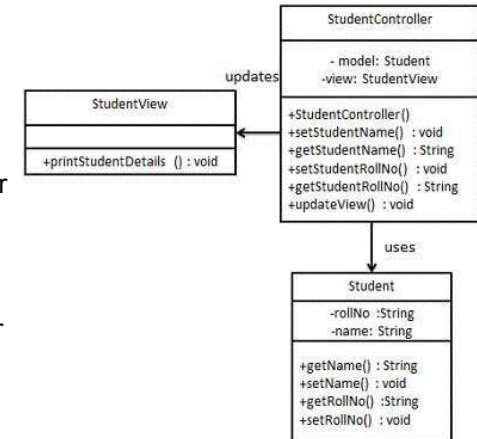 StudentController
- model: Student
-view: StudentView
+StudentController()
+setStudentName() : void
+getStudentName() : String
+setStudentRollNo() : void
+getStudentRollNo() : String
+updateView() : void
updates
StudentView
+printStudentDetails () : void
r
uses
Student
-rollNo :String
-name: String
+getName() : String
+setName() : void
+getRollNo() :String
+setRollNo() : void